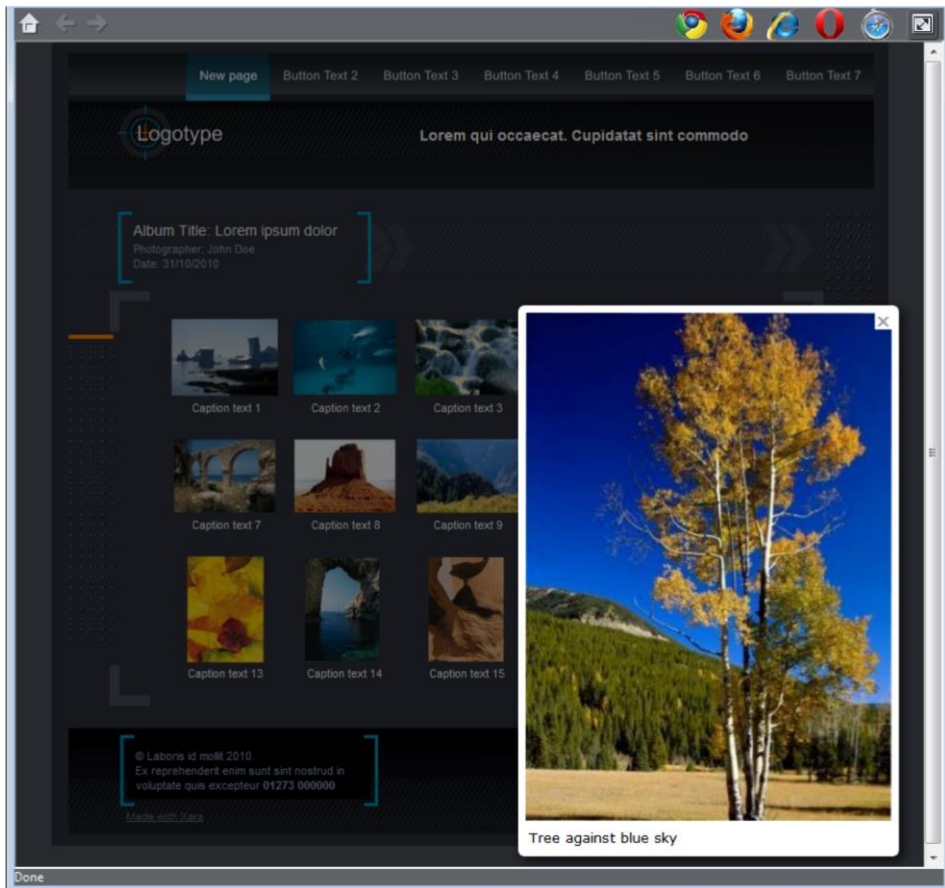 New page Button Text 2 Button Text 3 Button Text 4 Button Text 5 Button Text 6 Button Text 7
Logotype
Lorem qui occaecat. Cupidatat sint commodo
Album Title: Lorem ipsum dolor
Photographer: John Doe
Date: 31/10/2010
Caption text 1 Caption text 2 Caption text 3
Caption text 7 Caption text 8 Caption text 9
Caption text 13 Caption text 14 Caption text 15
Tree against blue sky
© Laboris id mollit 2010.
Ex reprehenderit enim sunt sint nostrud in
voluptate quis excepteur 01273 000000
Made with Xara
Done